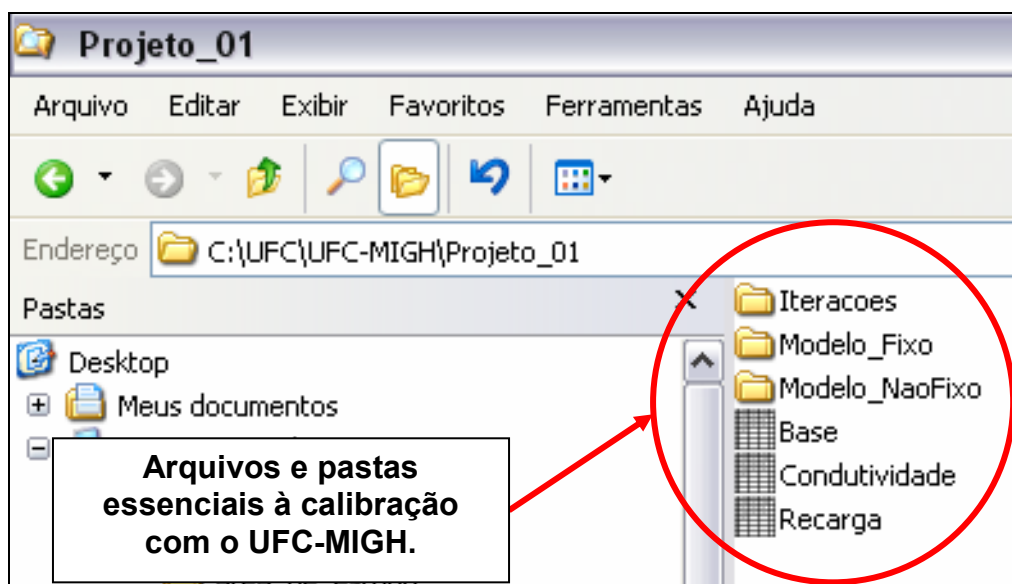 Projeto_01
Arquivo Editar Exibir Favoritos Ferramentas Ajuda
Endereço C:\UFC\UFC-MIGH\Projeto_01
Pastas
Desktop
Meus documentos
Arquivos e pastas
essenciais à calibração
com o UFC-MIGH.
Iteracoes
Modelo_Fixo
Modelo_NaoFixo
Base
Condutividade
Recarga